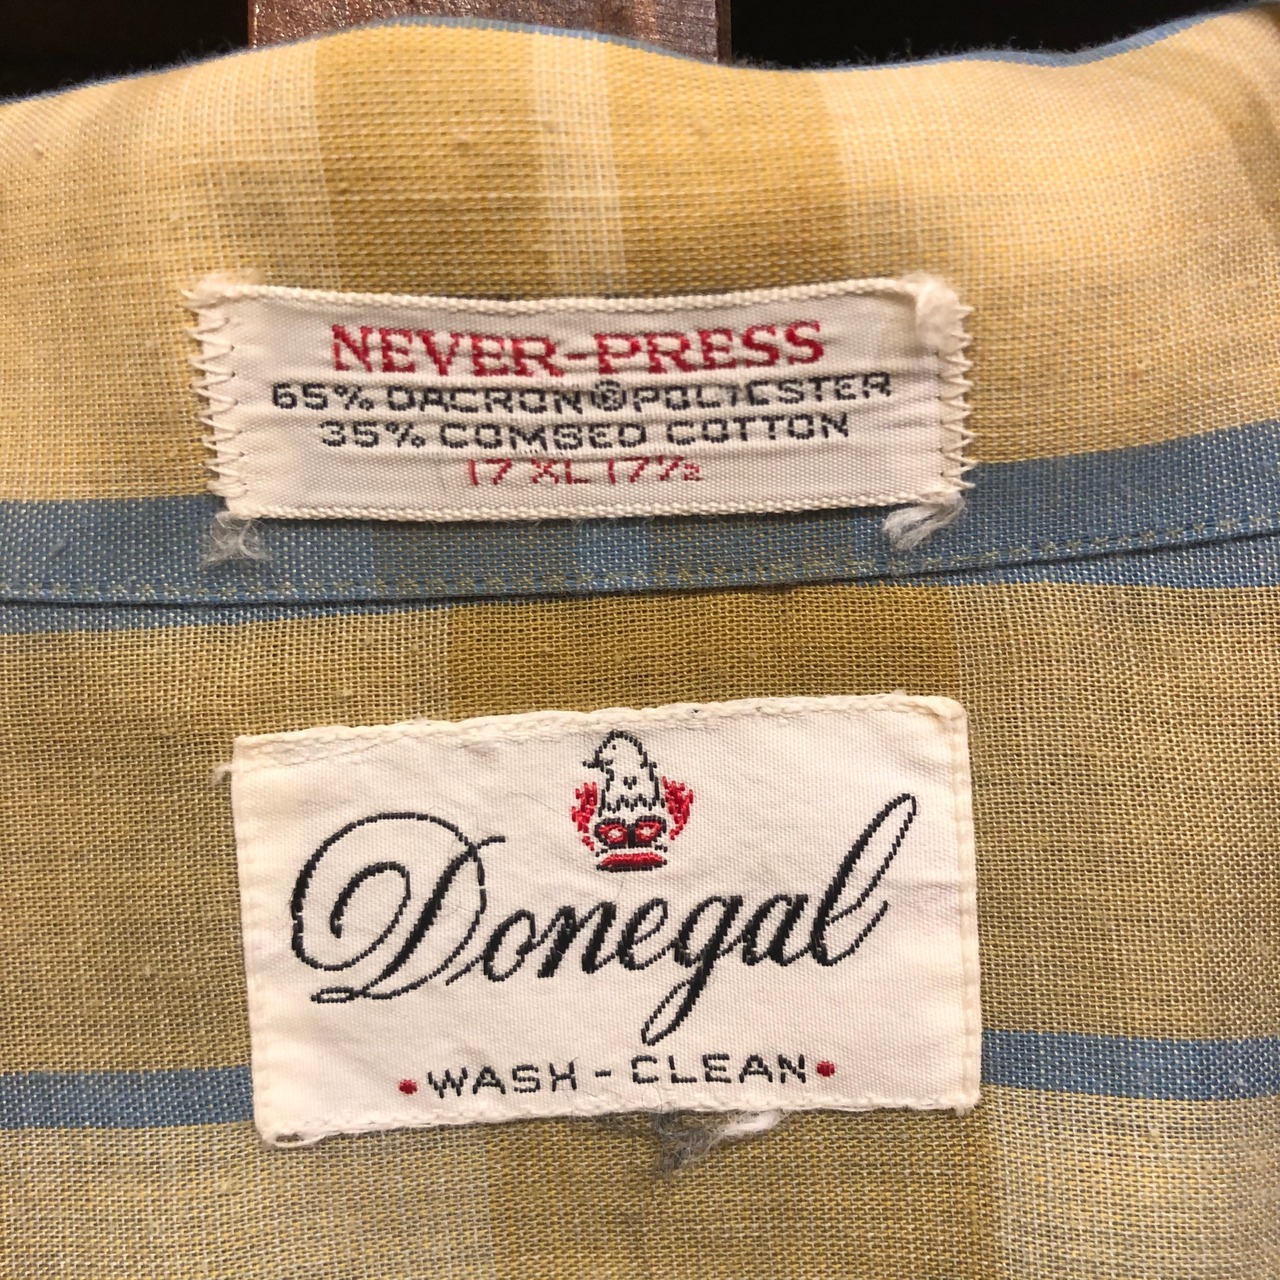 NEVER-PRESS
65% DACRON® POLYESTER
35% COMBED COTTON
17 XL 17½
Donegal
• WASH - CLEAN •